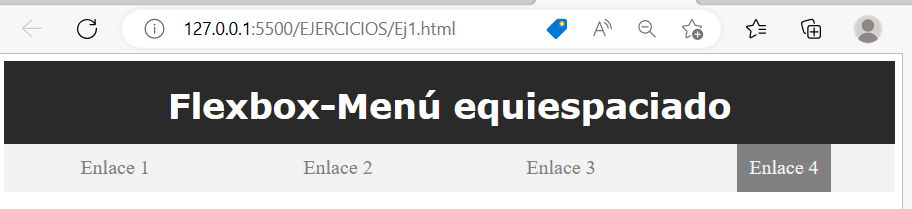 127.0.0.1:5500/EJERCICIOS/Ej1.html
Flexbox-Menú equiespaciado
Enlace 1 Enlace 2 Enlace 3 Enlace 4